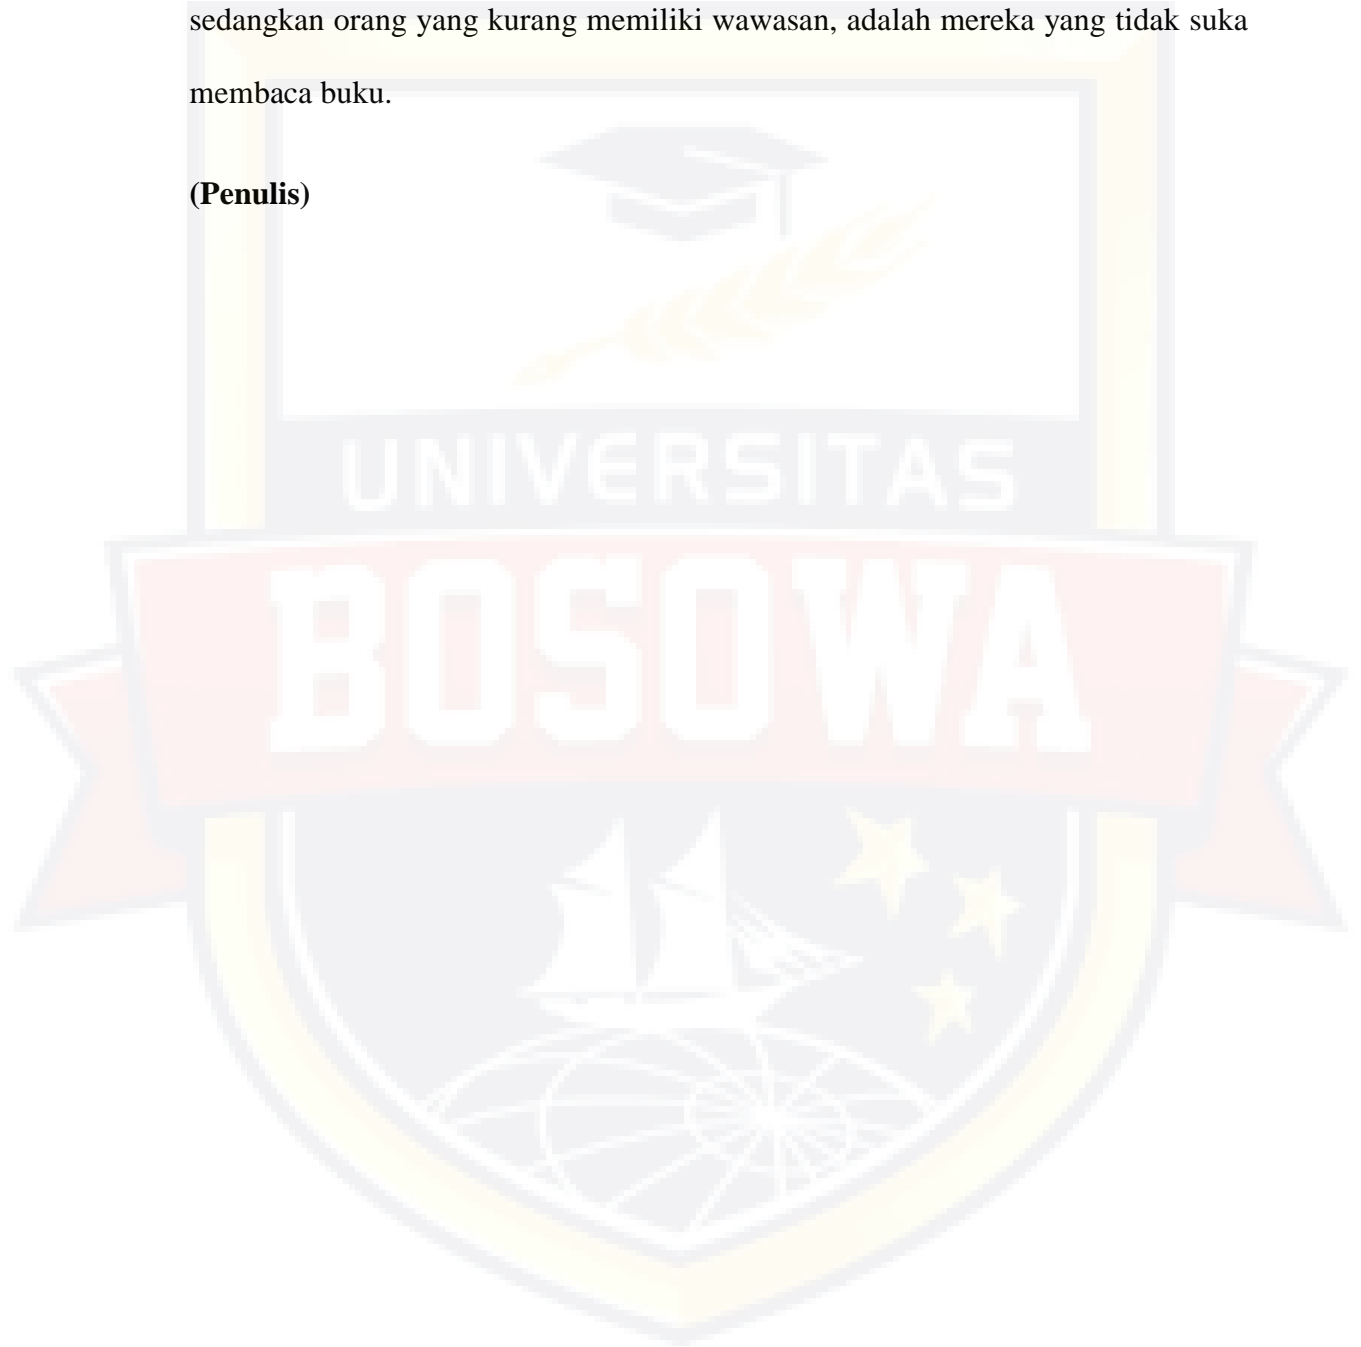 sedangkan orang yang kurang memiliki wawasan, adalah mereka yang tidak suka
membaca buku.
(Penulis)
UNIVERSITAS
BOSOWA